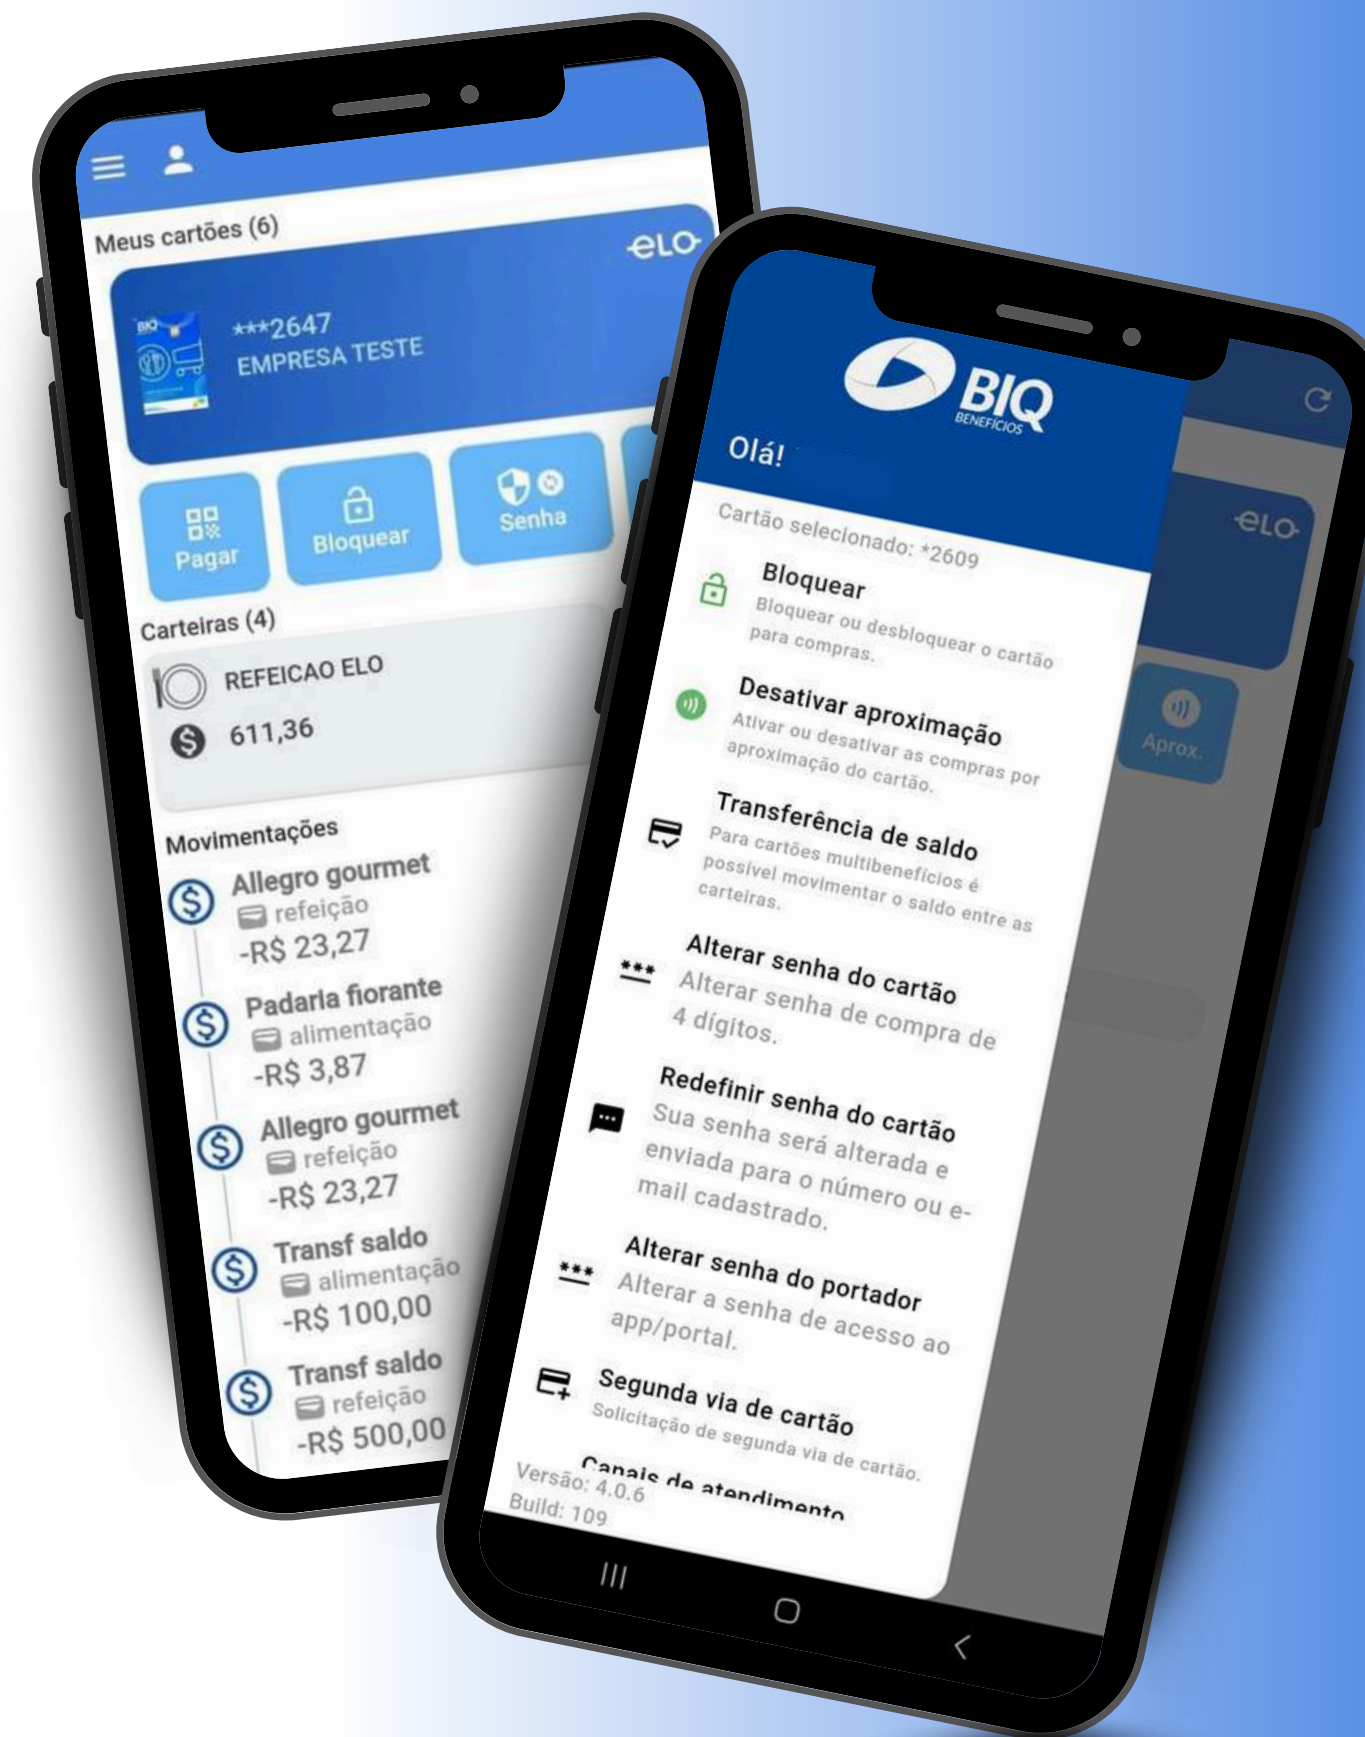 Meus cartões (6)
elo
BIQ
***2647
EMPRESA TESTE
Pagar
Bloquear
Senha
Carteiras (4)
REFEICAO ELO
611,36
Movimentações
Allegro gourmet
refeição
-R$ 23,27
Padaria fiorante
alimentação
-R$ 3,87
Allegro gourmet
refeição
-R$ 23,27
Transf saldo
alimentação
-R$ 100,00
Transf saldo
refeição
-R$ 500,00
BIQ
BENEFÍCIOS
Olá!
Cartão selecionado: *2609
Bloquear
Bloquear ou desbloquear o cartão
para compras.
Desativar aproximação
Ativar ou desativar as compras por
aproximação do cartão.
Transferência de saldo
Para cartões multibenefícios é
possível movimentar o saldo entre as
carteiras.
Alterar senha do cartão
Alterar senha de compra de
4 dígitos.
Redefinir senha do cartão
Sua senha será alterada e
enviada para o número ou e-
mail cadastrado.
Alterar senha do portador
Alterar a senha de acesso ao
app/portal.
Segunda via de cartão
Solicitação de segunda via de cartão.
Canais de atendimento
Versão: 4.0.6
Build: 109
elo
Aprox.